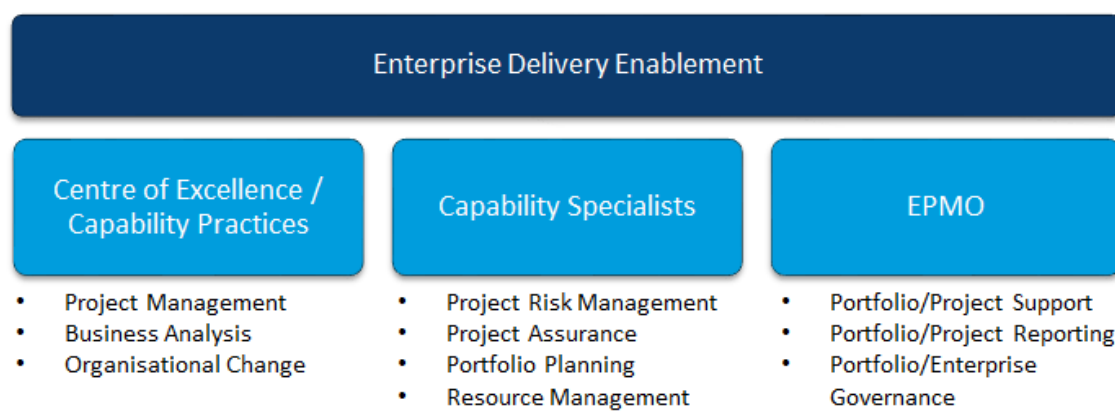 Enterprise Delivery Enablement
Centre of Excellence /
Capability Practices
• Project Management
• Business Analysis
• Organisational Change
Capability Specialists
• Project Risk Management
• Project Assurance
• Portfolio Planning
• Resource Management
EPMO
• Portfolio/Project Support
• Portfolio/Project Reporting
• Portfolio/Enterprise
Governance